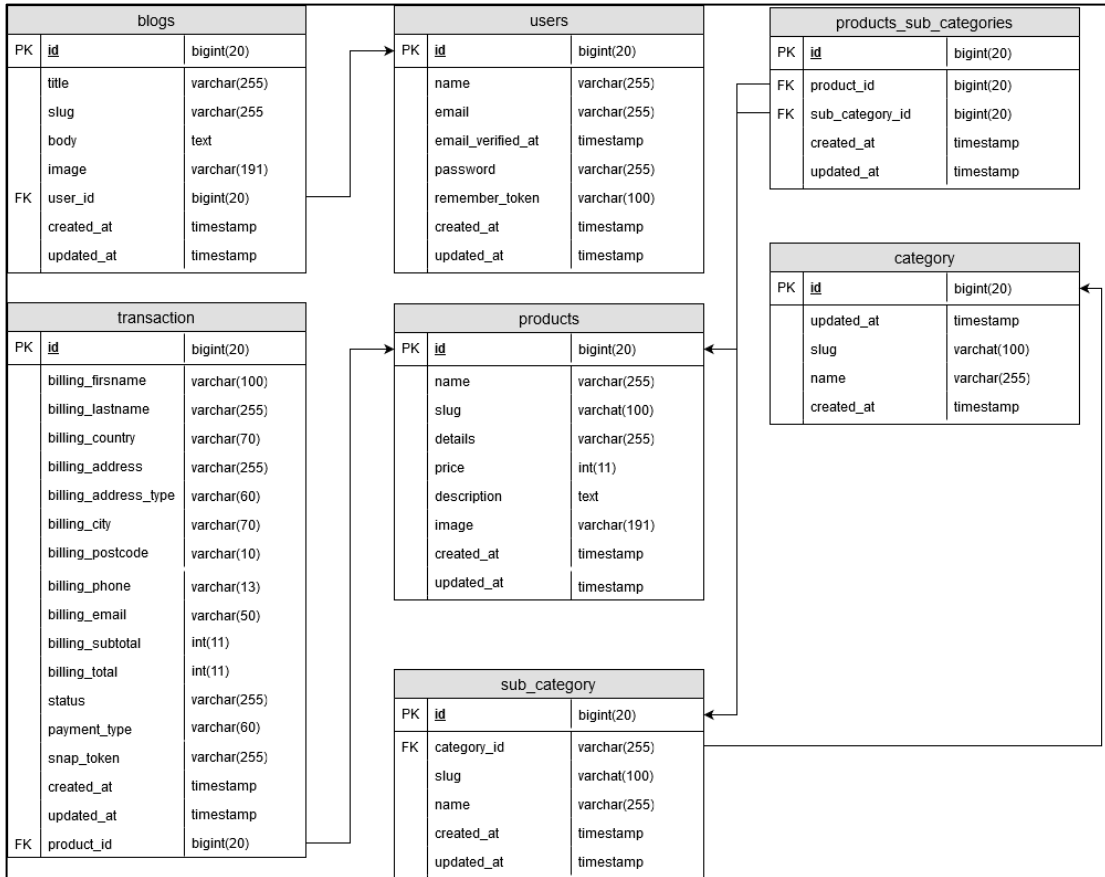 blogs
PK id bigint(20)
title varchar(255)
slug varchar(255
body text
image varchar(191)
FK user_id bigint(20)
created_at timestamp
updated_at timestamp
users
PK id bigint(20)
name varchar(255)
email varchar(255)
email_verified_at timestamp
password varchar(255)
remember_token varchar(100)
created_at timestamp
updated_at timestamp
products_sub_categories
PK id bigint(20)
FK product_id bigint(20)
FK sub_category_id bigint(20)
created_at timestamp
updated_at timestamp
category
PK id bigint(20)
updated_at timestamp
slug varchat(100)
name varchar(255)
created_at timestamp
transaction
PK id bigint(20)
billing_firsname varchar(100)
billing_lastname varchar(255)
billing_country varchar(70)
billing_address varchar(255)
billing_address_type varchar(60)
billing_city varchar(70)
billing_postcode varchar(10)
billing_phone varchar(13)
billing_email varchar(50)
billing_subtotal int(11)
billing_total int(11)
status varchar(255)
payment_type varchar(60)
snap_token varchar(255)
created_at timestamp
updated_at timestamp
FK product_id bigint(20)
products
PK id bigint(20)
name varchar(255)
slug varchat(100)
details varchar(255)
price int(11)
description text
image varchar(191)
created_at timestamp
updated_at timestamp
sub_category
PK id bigint(20)
FK category_id varchar(255)
slug varchat(100)
name varchar(255)
created_at timestamp
updated_at timestamp